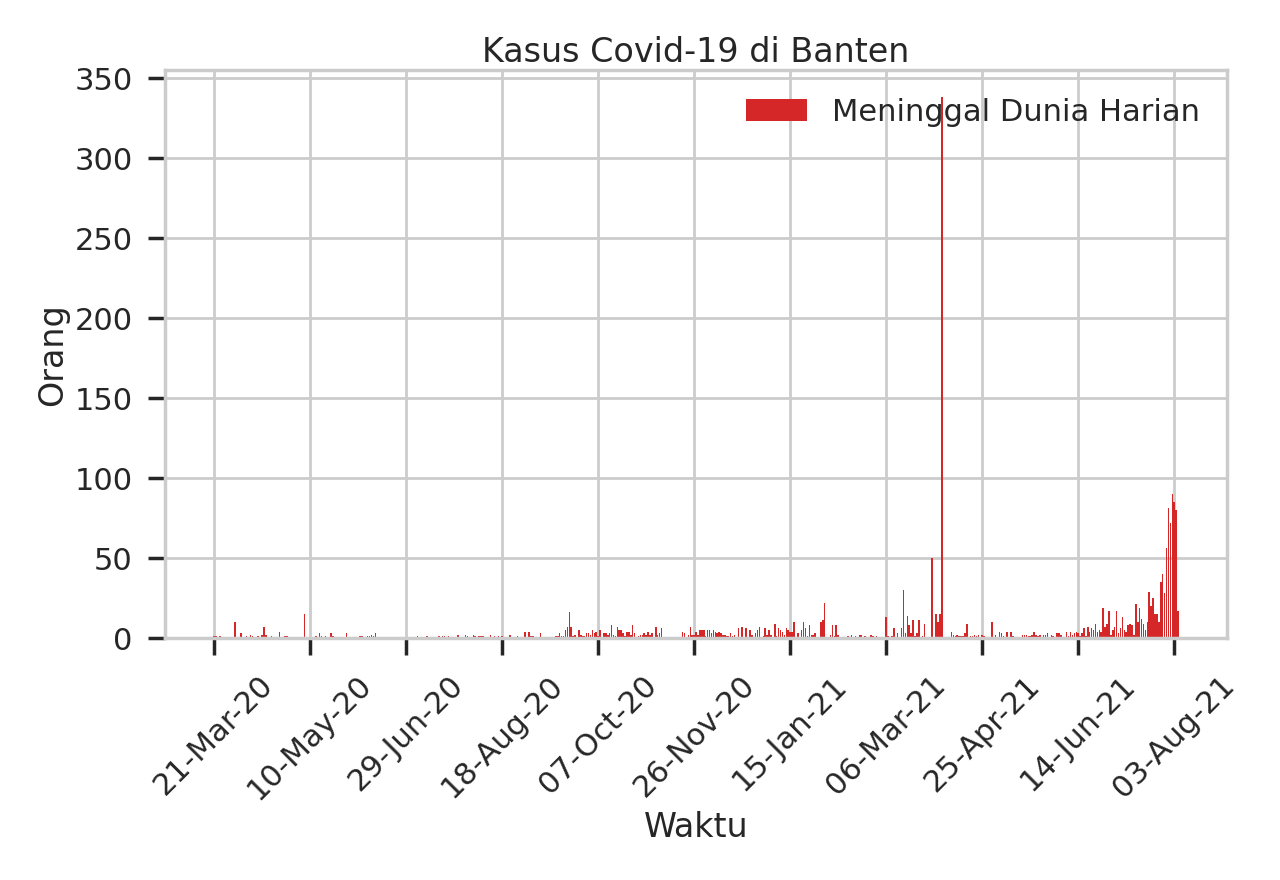 Kasus Covid-19 di Banten
Meninggal Dunia Harian
Orang
350
300
250
200
150
100
50
0
21-Mar-20
10-May-20
29-Jun-20
18-Aug-20
07-Oct-20
26-Nov-20
15-Jan-21
06-Mar-21
25-Apr-21
14-Jun-21
03-Aug-21
Waktu